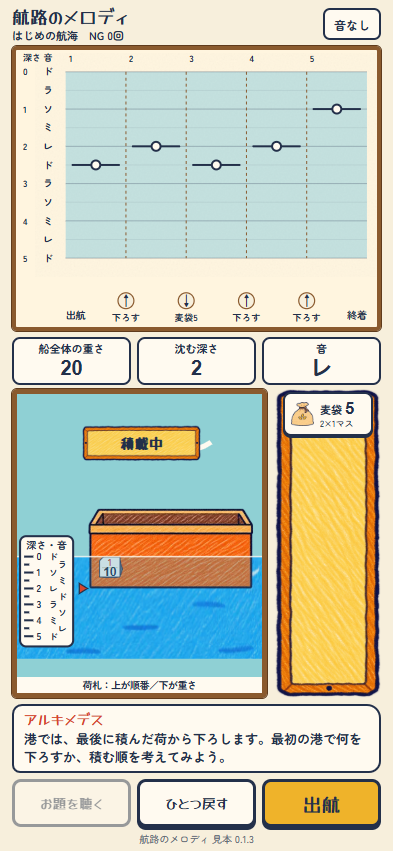 航路のメロディ
はじめの航海 NG 0回
音なし
深さ 音 1 2 3 4 5
0 ド
ラ
1 ソ
ミ
2 レ
ド
3 ラ
ソ
4 ミ
レ
5 ド
出航 下ろす 麦袋5 下ろす 下ろす 終着
船全体の重さ
20
沈む深さ
2
音
レ
麦袋 5
2×1マス
積載中
深さ・音
0 ド
ラ
1 ソ
ミ
2 レ
ド
3 ラ
ソ
4 ミ
レ
5 ド
1
10
荷札：上が順番／下が重さ
アルキメデス
港では、最後に積んだ荷から下ろします。最初の港で何を
下ろすか、積む順を考えてみよう。
お題を聴く
ひとつ戻す
出航
航路のメロディ 見本 0.1.3